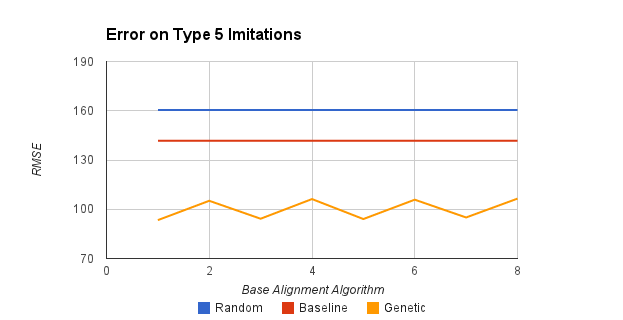 Error on Type 5 Imitations
190
160
130
100
70
RMSE
0 2 4 6 8
Base Alignment Algorithm
Random Baseline Genetic